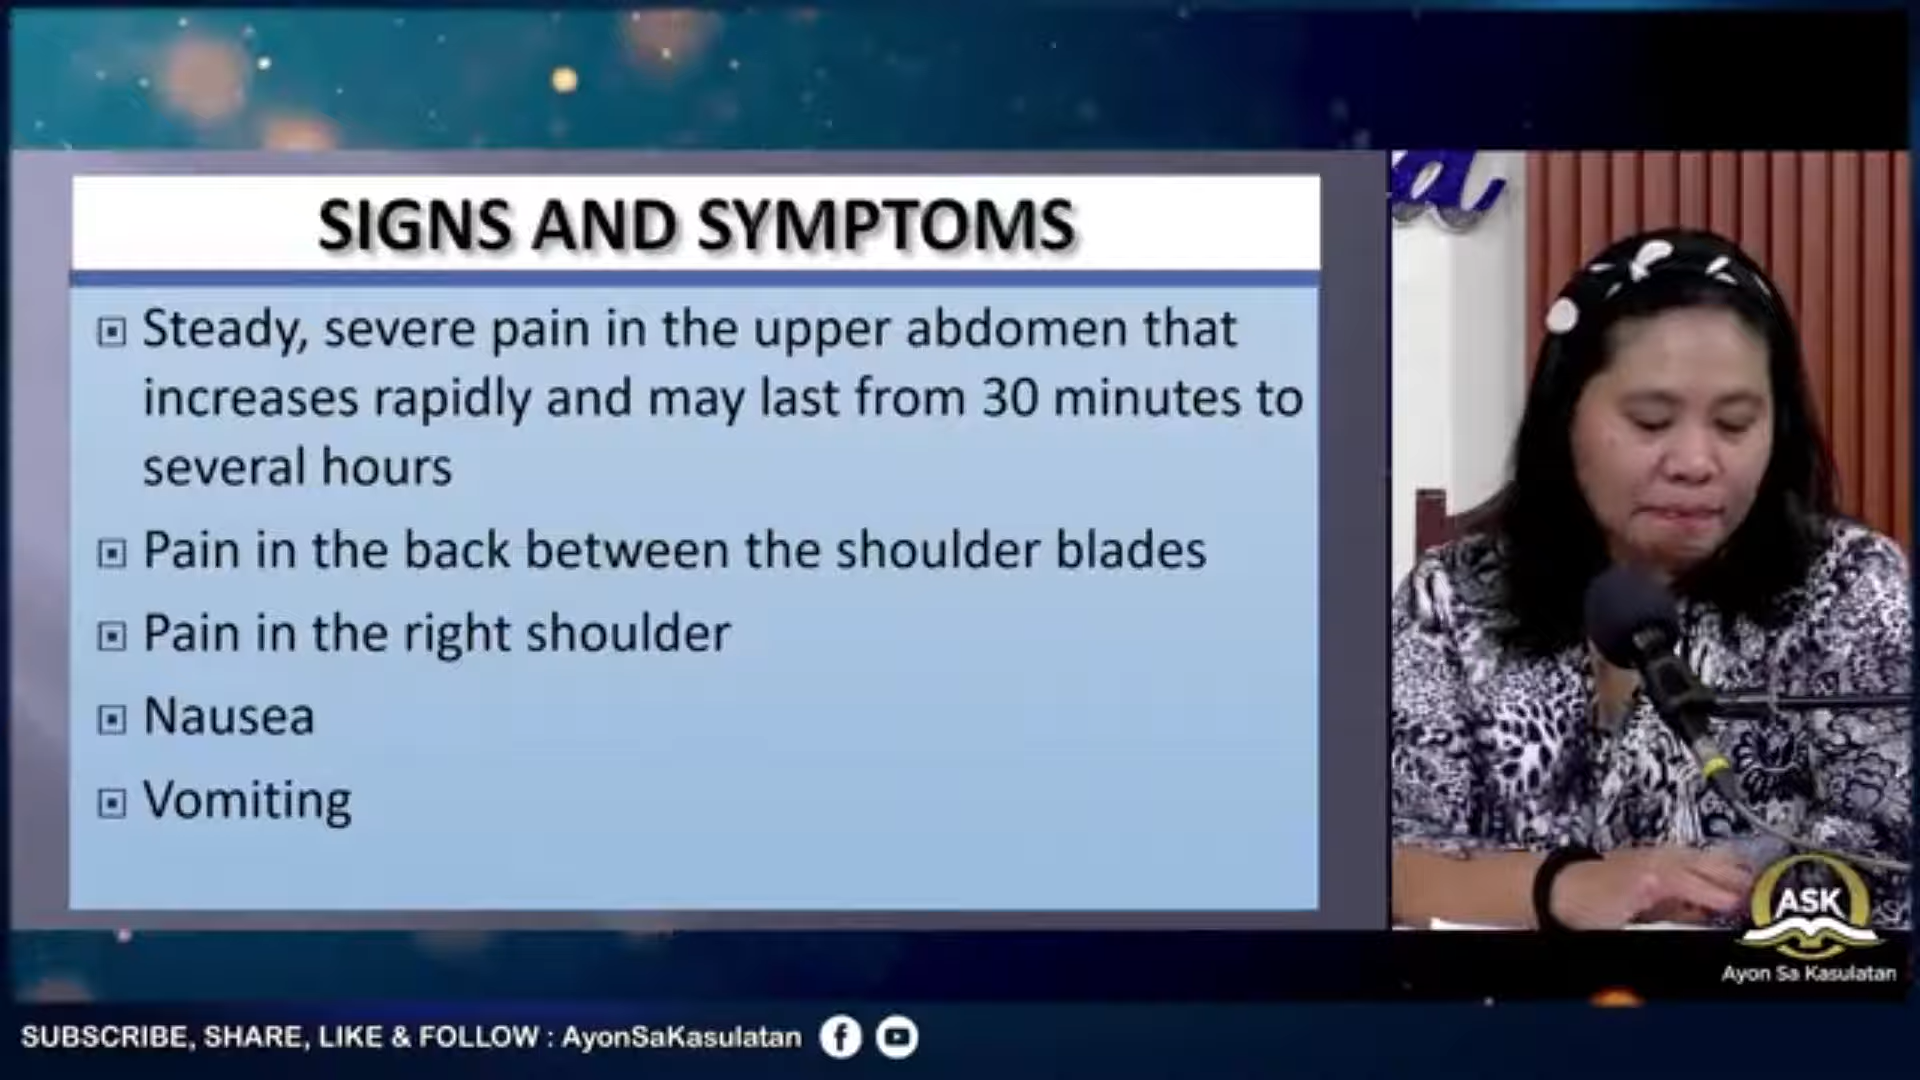 SIGNS AND SYMPTOMS
Steady, severe pain in the upper abdomen that
increases rapidly and may last from 30 minutes to
several hours
Pain in the back between the shoulder blades
Pain in the right shoulder
Nausea
Vomiting
ASK
Ayon Sa Kasulatan
SUBSCRIBE, SHARE, LIKE & FOLLOW : AyonSaKasulatan